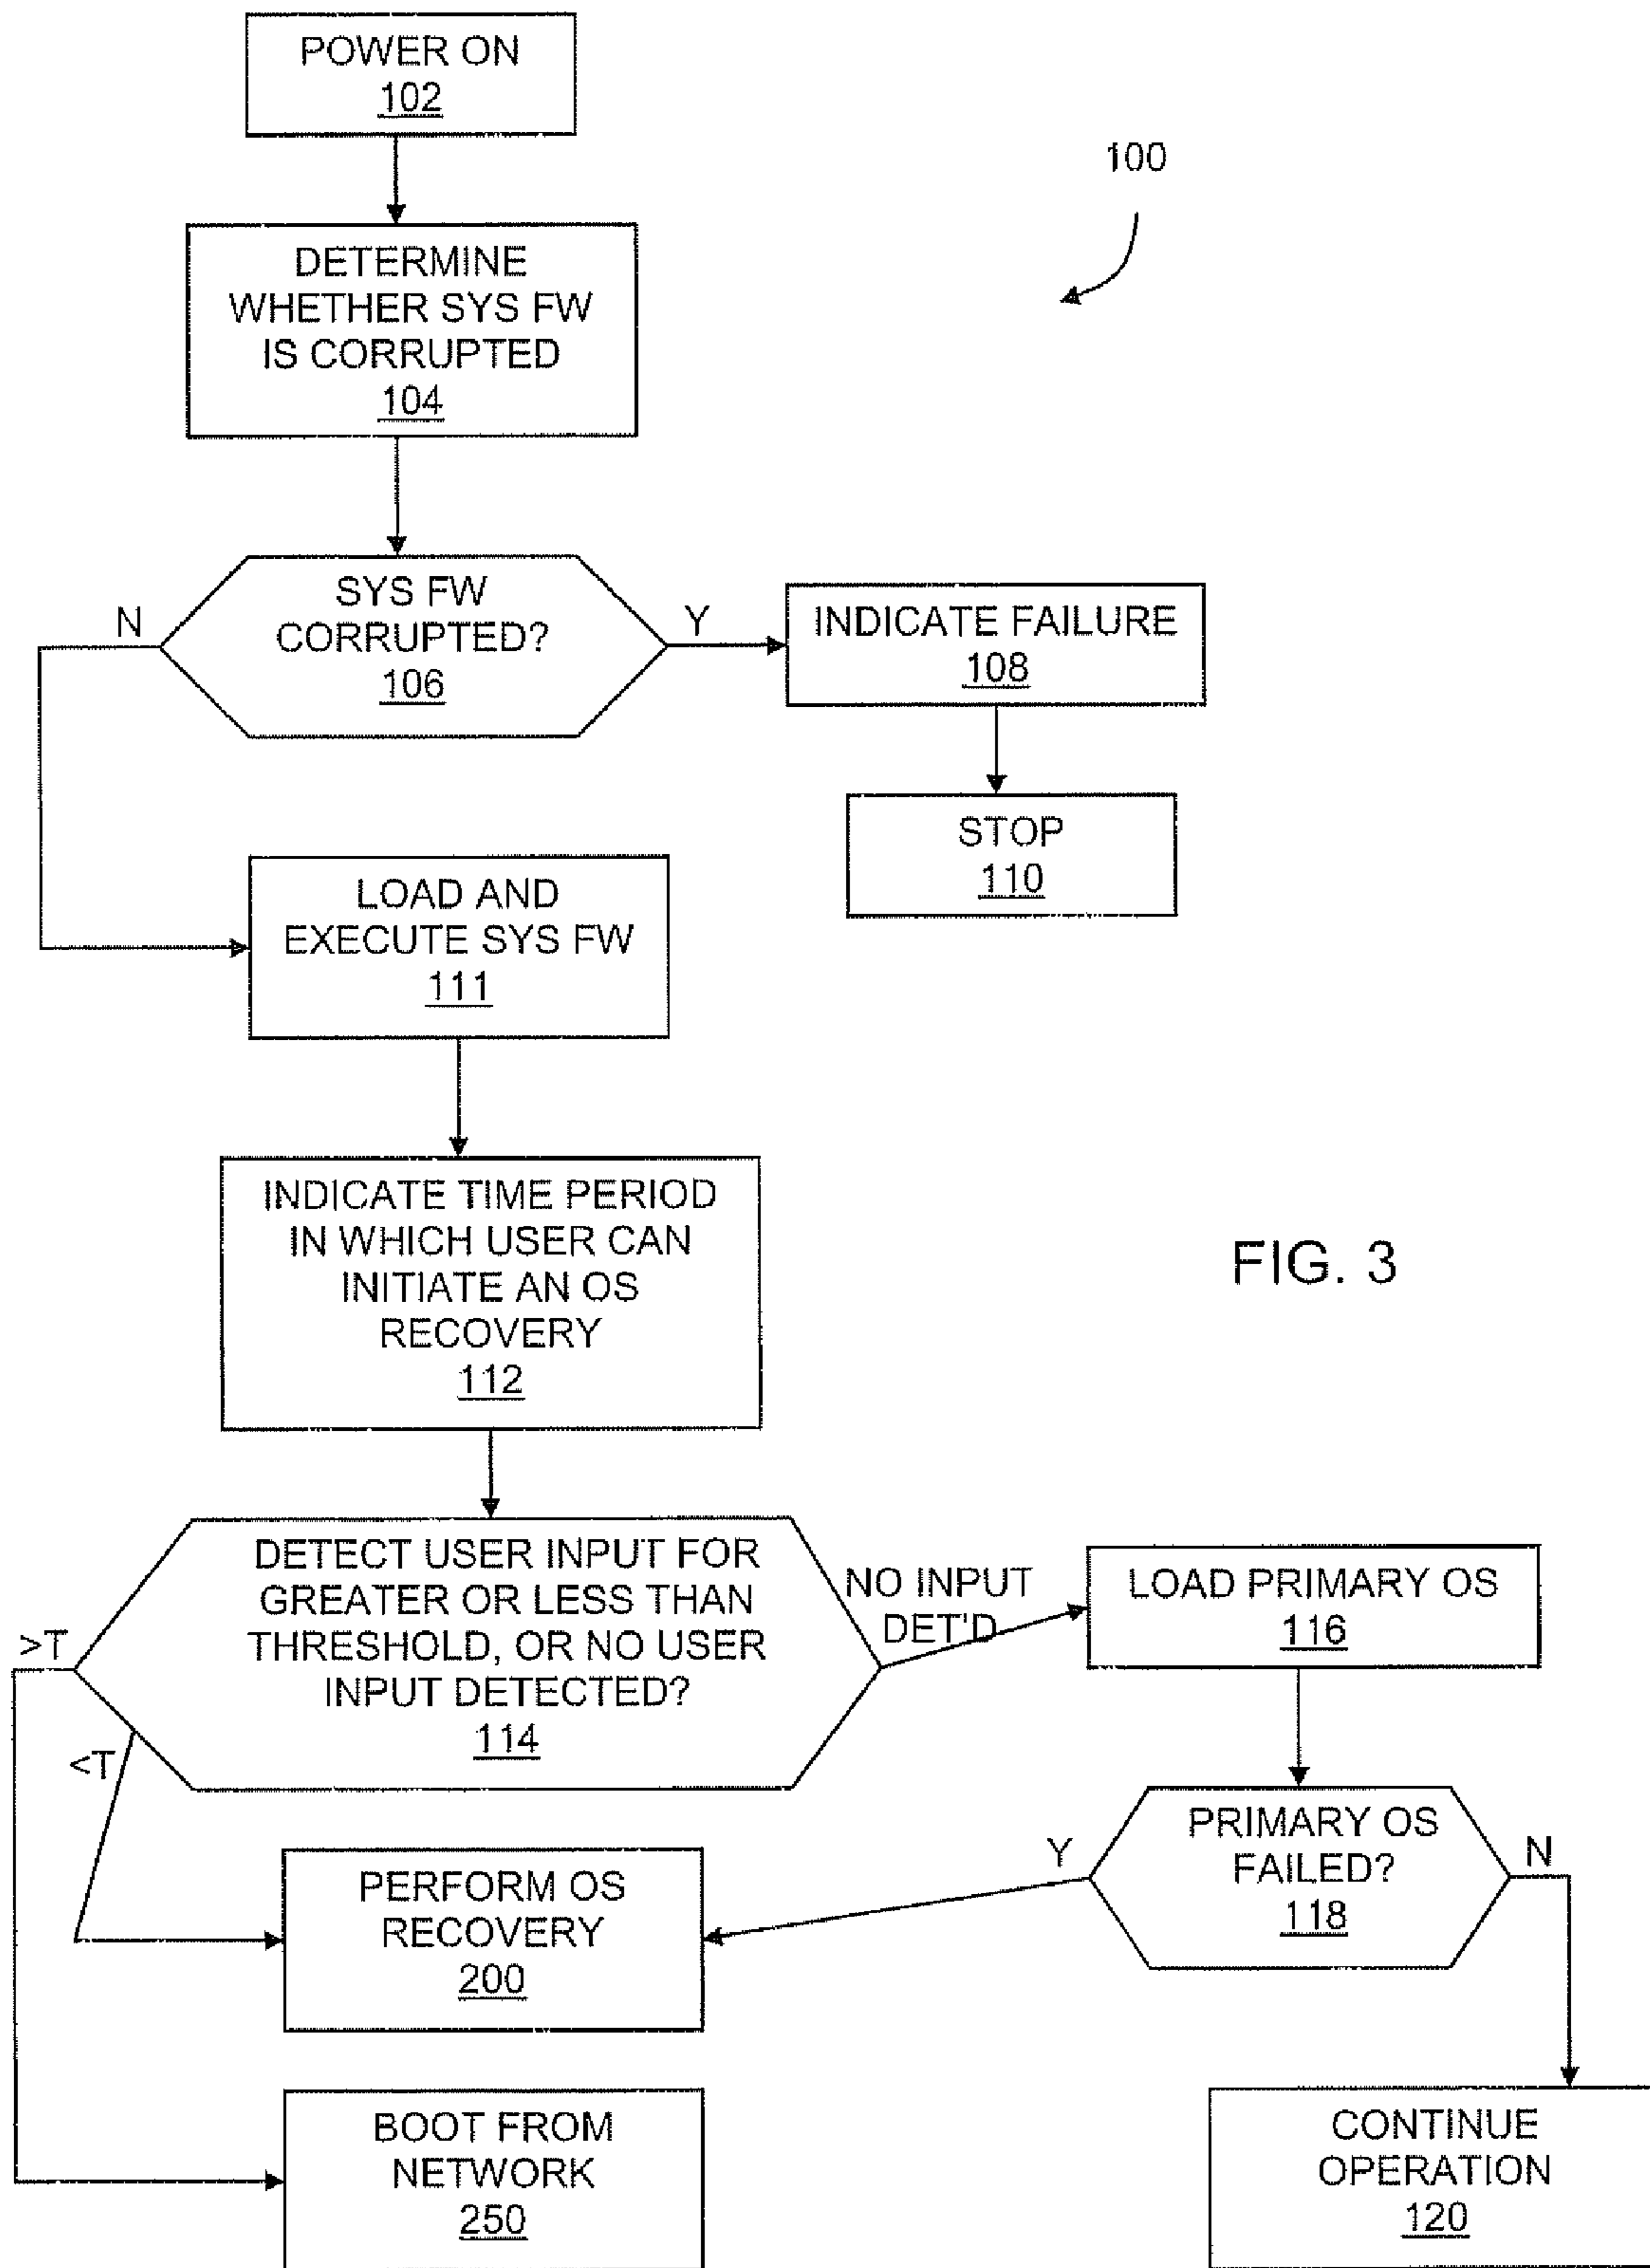 POWER ON
102
100
DETERMINE
WHETHER SYS FW
IS CORRUPTED
104
SYS FW
CORRUPTED?
106
N
Y
INDICATE FAILURE
108
STOP
110
LOAD AND
EXECUTE SYS FW
111
INDICATE TIME PERIOD
IN WHICH USER CAN
INITIATE AN OS
RECOVERY
112
FIG. 3
DETECT USER INPUT FOR
GREATER OR LESS THAN
THRESHOLD, OR NO USER
INPUT DETECTED?
114
>T
<T
NO INPUT
DET'D
LOAD PRIMARY OS
116
PRIMARY OS
FAILED?
118
Y
N
PERFORM OS
RECOVERY
200
BOOT FROM
NETWORK
250
CONTINUE
OPERATION
120